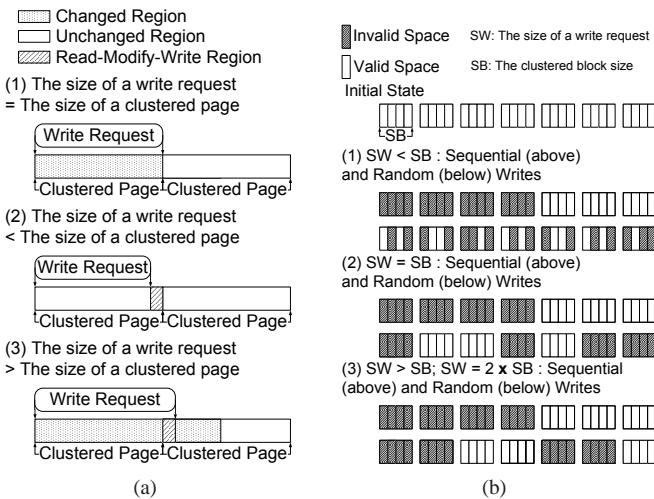 Changed Region
Unchanged Region
Read-Modify-Write Region
(1) The size of a write request
= The size of a clustered page
Write Request
Clustered Page Clustered Page
(2) The size of a write request
< The size of a clustered page
Write Request
Clustered Page Clustered Page
(3) The size of a write request
> The size of a clustered page
Write Request
Clustered Page Clustered Page
(a)
Invalid Space SW: The size of a write request
Valid Space SB: The clustered block size
Initial State
SB
(1) SW < SB : Sequential (above)
and Random (below) Writes
(2) SW = SB : Sequential (above)
and Random (below) Writes
(3) SW > SB; SW = 2 x SB : Sequential
(above) and Random (below) Writes
(b)